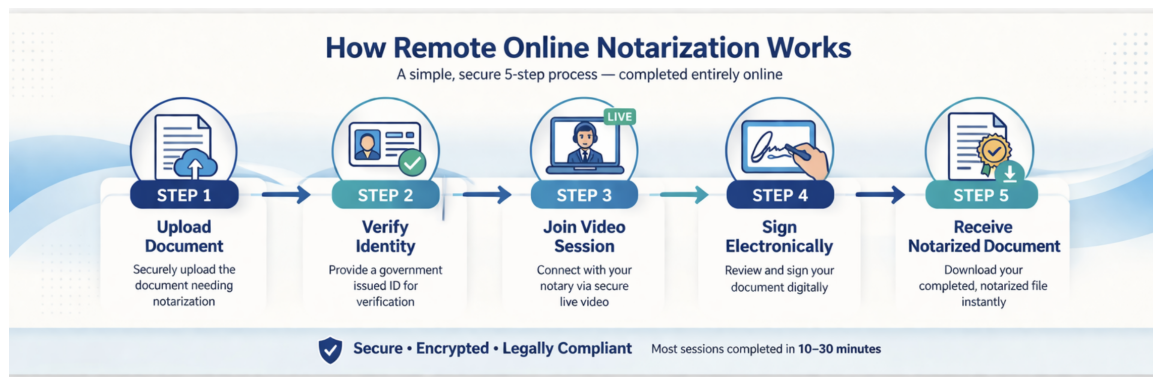 How Remote Online Notarization Works
A simple, secure 5-step process — completed entirely online
LIVE
STEP 1
Upload
Document
Securely upload the
document needing
notarization
STEP 2
Verify
Identity
Provide a government
issued ID for
verification
STEP 3
Join Video
Session
Connect with your
notary via secure
live video
STEP 4
Sign
Electronically
Review and sign your
document digitally
STEP 5
Receive
Notarized Document
Download your
completed, notarized file
instantly
Secure • Encrypted • Legally Compliant
Most sessions completed in 10–30 minutes